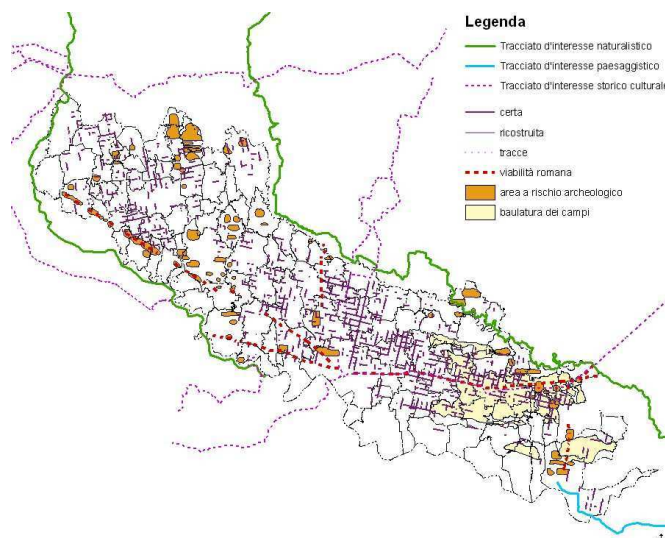 Legenda
Tracciato d'interesse naturalistico
Tracciato d'interesse paesaggistico
Tracciato d'interesse storico culturale
certa
ricostruita
tracce
viabilità romana
area a rischio archeologico
baulatura dei campi